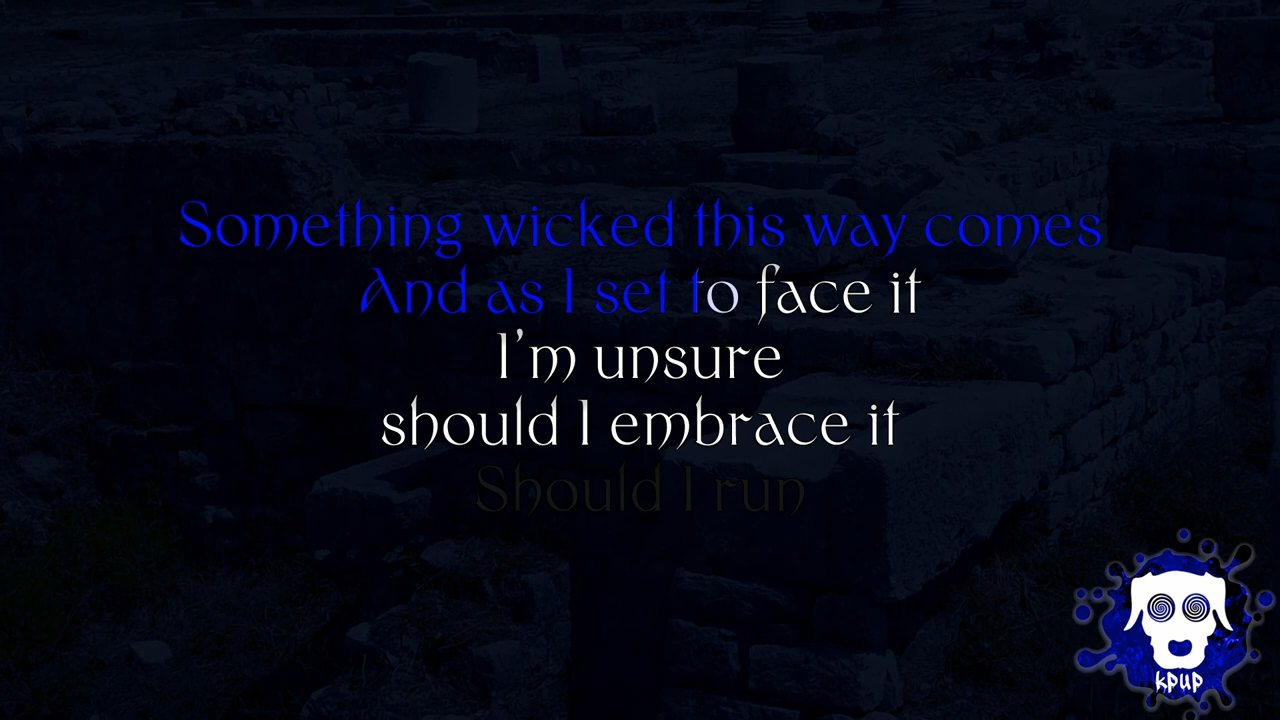 Something wicked this way comes
And as I set to face it
I'm unsure
should I embrace it
Should I run
kpup